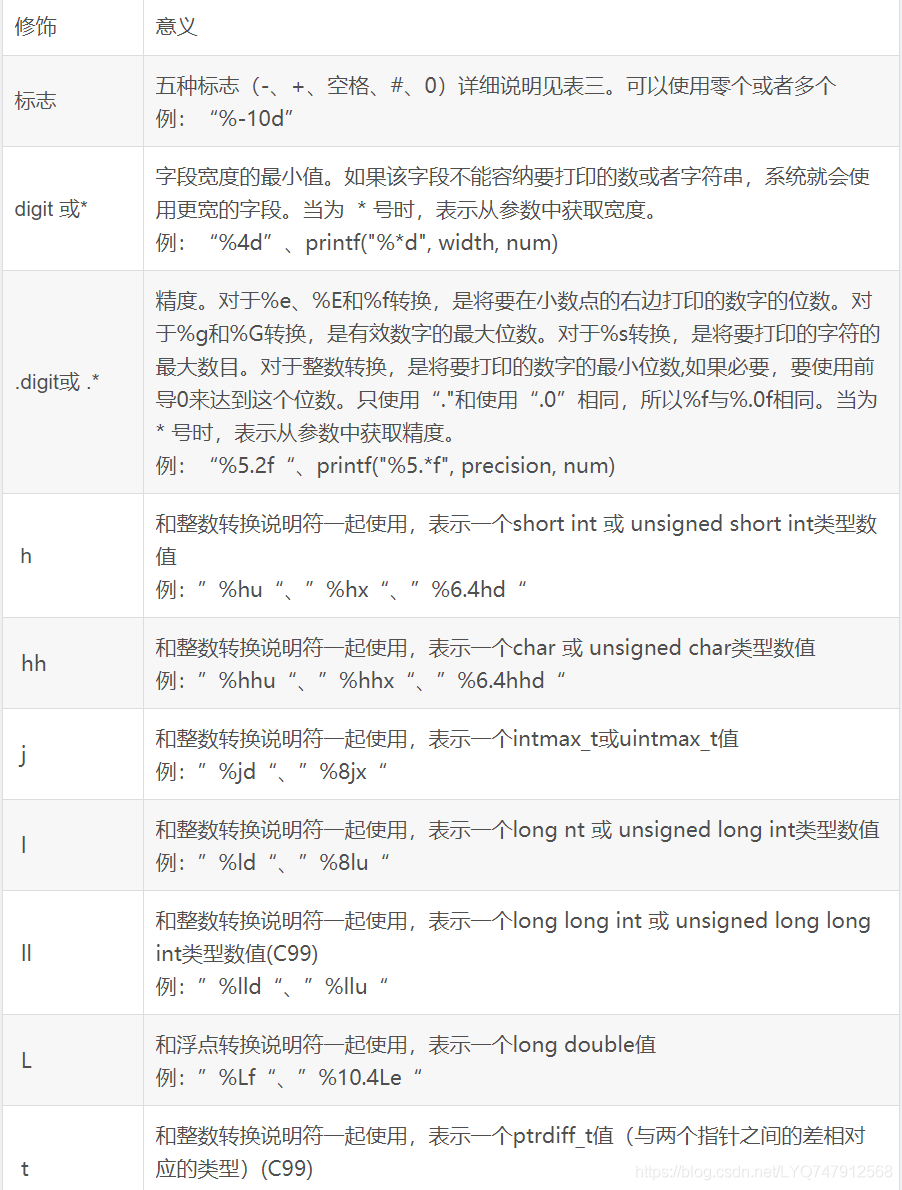 修饰 意义
标志
五种标志（-、+、空格、#、0）详细说明见表三。可以使用零个或者多个
例：“%-10d”
digit 或*
字段宽度的最小值。如果该字段不能容纳要打印的数或者字符串，系统就会使
用更宽的字段。当为 * 号时，表示从参数中获取宽度。
例：“%4d”、printf("%*d", width, num)
.digit或 .*
精度。对于%e、%E和%f转换，是将要在小数点的右边打印的数字的位数。对
于%g和%G转换，是有效数字的最大位数。对于%s转换，是将要打印的字符的
最大数目。对于整数转换，是将要打印的数字的最小位数,如果必要，要使用前
导0来达到这个位数。只使用“."和使用“.0”相同，所以%f与%.0f相同。当为
* 号时，表示从参数中获取精度。
例：“%5.2f“、printf("%5.*f", precision, num)
h
和整数转换说明符一起使用，表示一个short int 或 unsigned short int类型数
值
例：”%hu“、”%hx“、”%6.4hd“
hh
和整数转换说明符一起使用，表示一个char 或 unsigned char类型数值
例：”%hhu“、”%hhx“、”%6.4hhd“
j
和整数转换说明符一起使用，表示一个intmax_t或uintmax_t值
例：”%jd“、”%8jx“
l
和整数转换说明符一起使用，表示一个long nt 或 unsigned long int类型数值
例：”%ld“、”%8lu“
ll
和整数转换说明符一起使用，表示一个long long int 或 unsigned long long
int类型数值(C99)
例：”%lld“、”%llu“
L
和浮点转换说明符一起使用，表示一个long double值
例：”%Lf“、”%10.4Le“
t
和整数转换说明符一起使用，表示一个ptrdiff_t值（与两个指针之间的差相对
应的类型）(C99)
https://blog.csdn.net/LYQ747912568